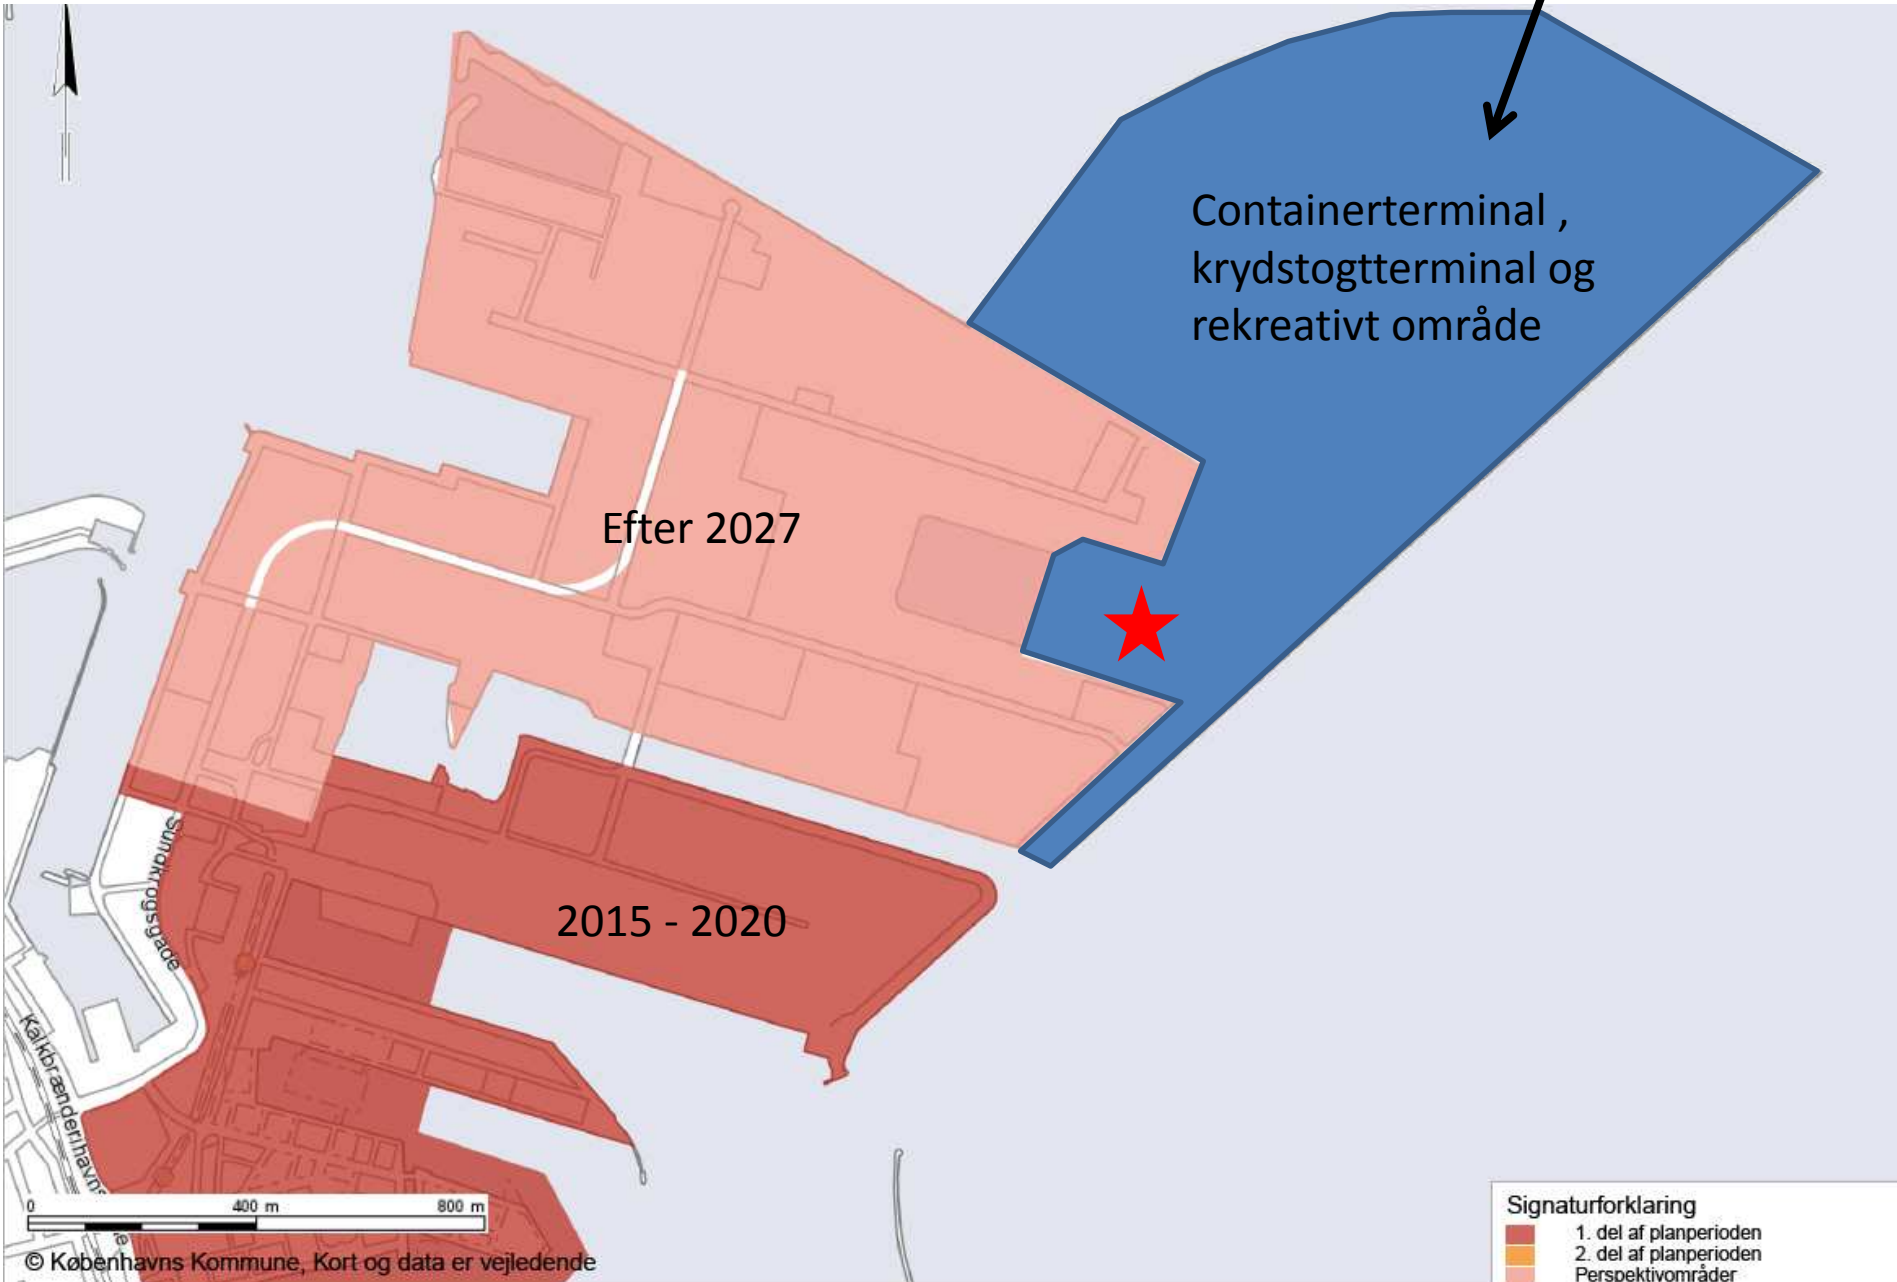 Containerterminal ,
krydstogtterminal og
rekreativt område
Efter 2027
2015 - 2020
Sundkrogsgade
Kalkbrænderihavns
0 400 m 800 m
© Københavns Kommune, Kort og data er vejledende
Signaturforklaring
1. del af planperioden
2. del af planperioden
Perspektivområder